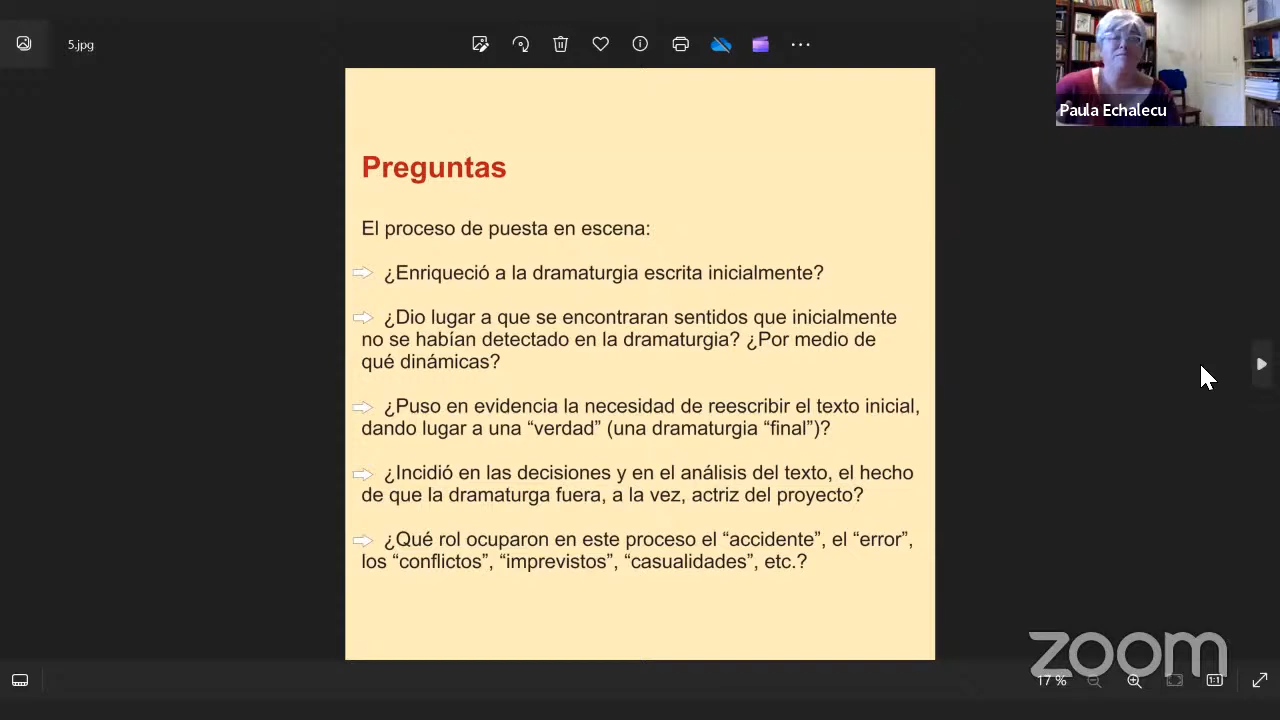 5.jpg
Paula Echalecu
Preguntas
El proceso de puesta en escena:
¿Enriqueció a la dramaturgia escrita inicialmente?
¿Dio lugar a que se encontraran sentidos que inicialmente
no se habían detectado en la dramaturgia? ¿Por medio de
qué dinámicas?
¿Puso en evidencia la necesidad de reescribir el texto inicial,
dando lugar a una “verdad” (una dramaturgia “final”)?
¿Incidió en las decisiones y en el análisis del texto, el hecho
de que la dramaturga fuera, a la vez, actriz del proyecto?
¿Qué rol ocuparon en este proceso el “accidente”, el “error”,
los “conflictos”, “imprevistos”, “casualidades”, etc.?
zoom
17 %
1:1